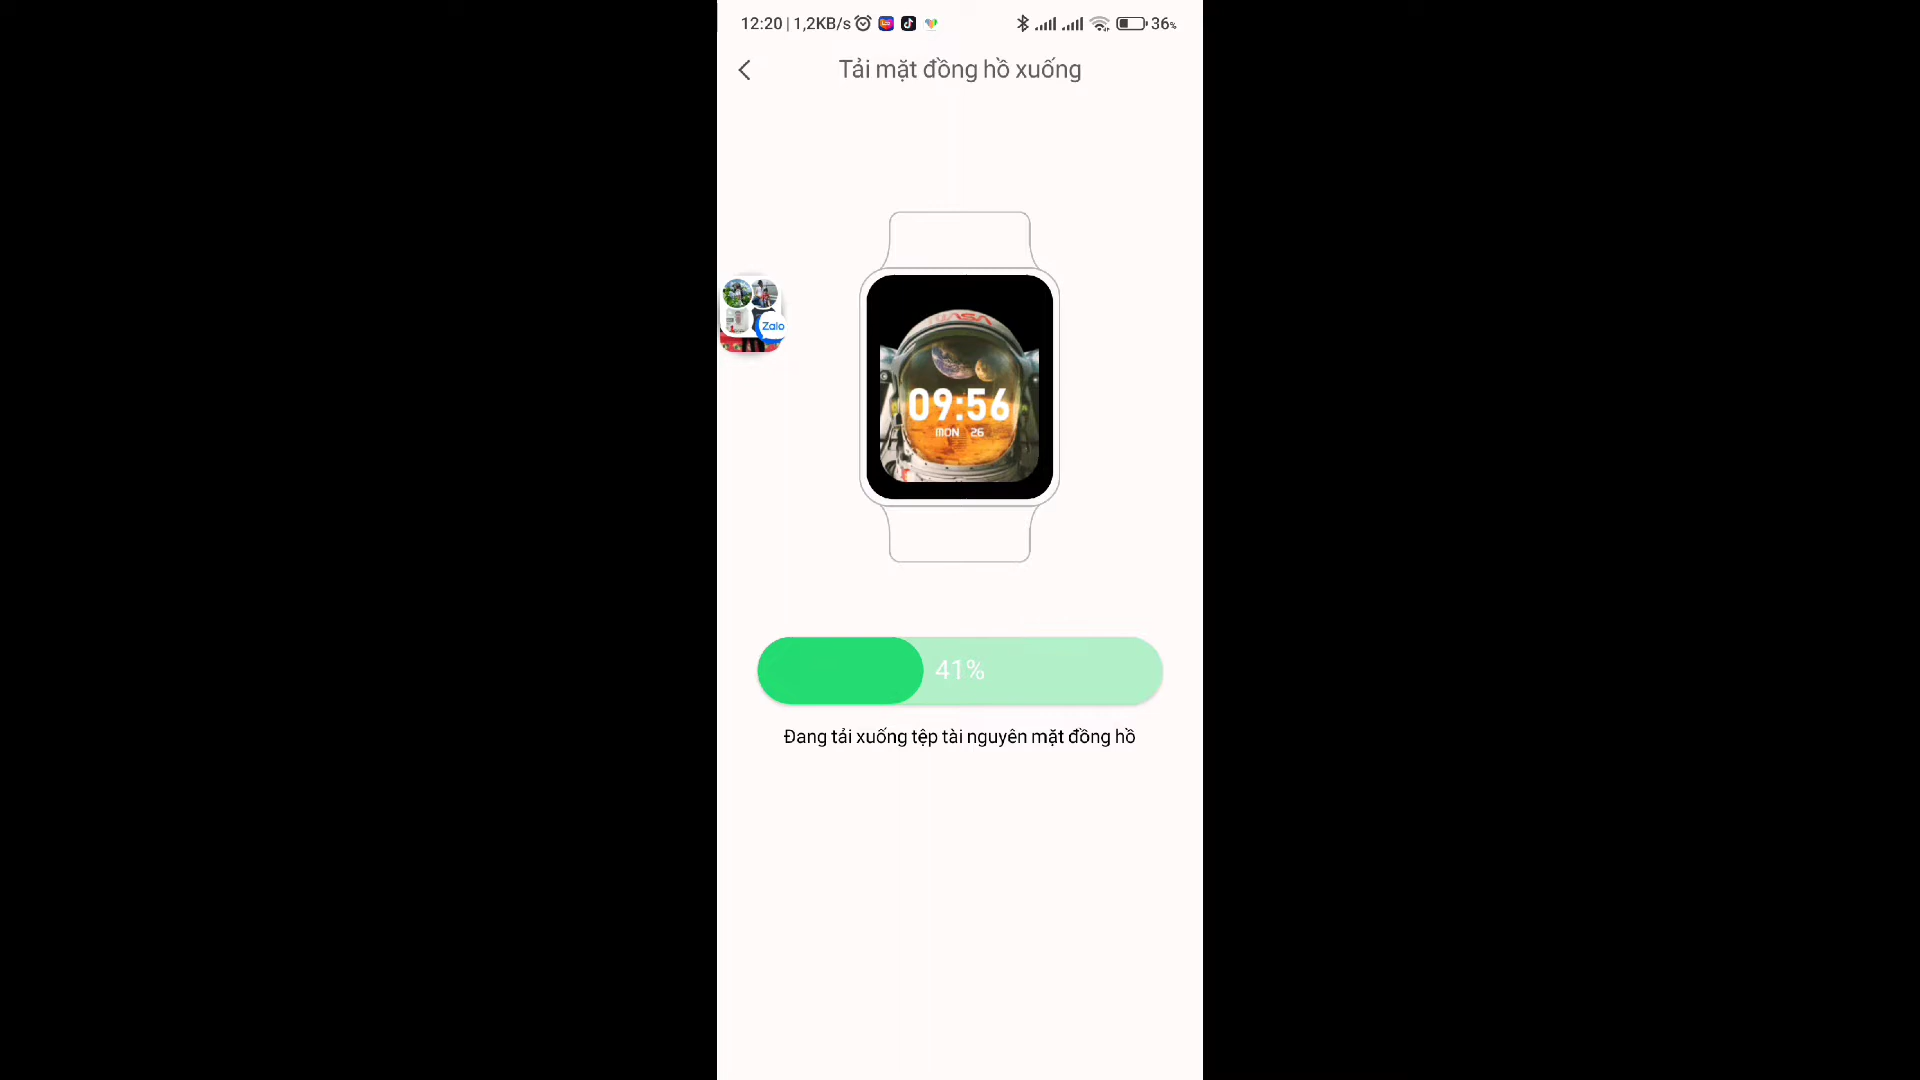 12:20 | 1,2KB/s
36%
Tải mặt đồng hồ xuống
Zalo
NASA
09:56
MON 26
41%
Đang tải xuống tệp tài nguyên mặt đồng hồ